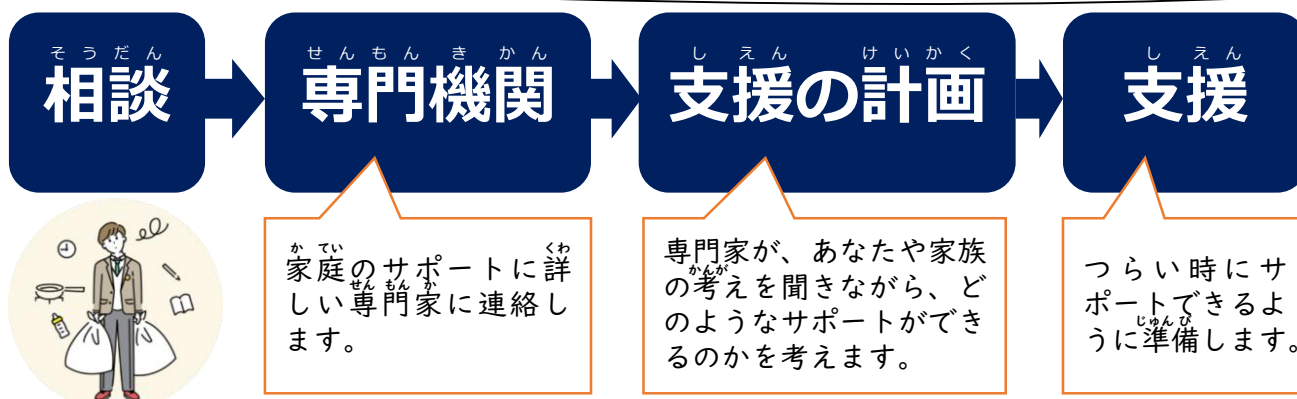 そうだん
相談
せんもんきかん
専門機関
しえん けいかく
支援の計画
しえん
支援
かてい くわ
家庭のサポートに詳
せんもんか
しい専門家に連絡し
ます。
専門家が、あなたや家族
かんが
の考えを聞きながら、ど
のようなサポートができ
るのかを考えます。
つらい時にサ
ポートできるよ
じゅんび
うに準備します。